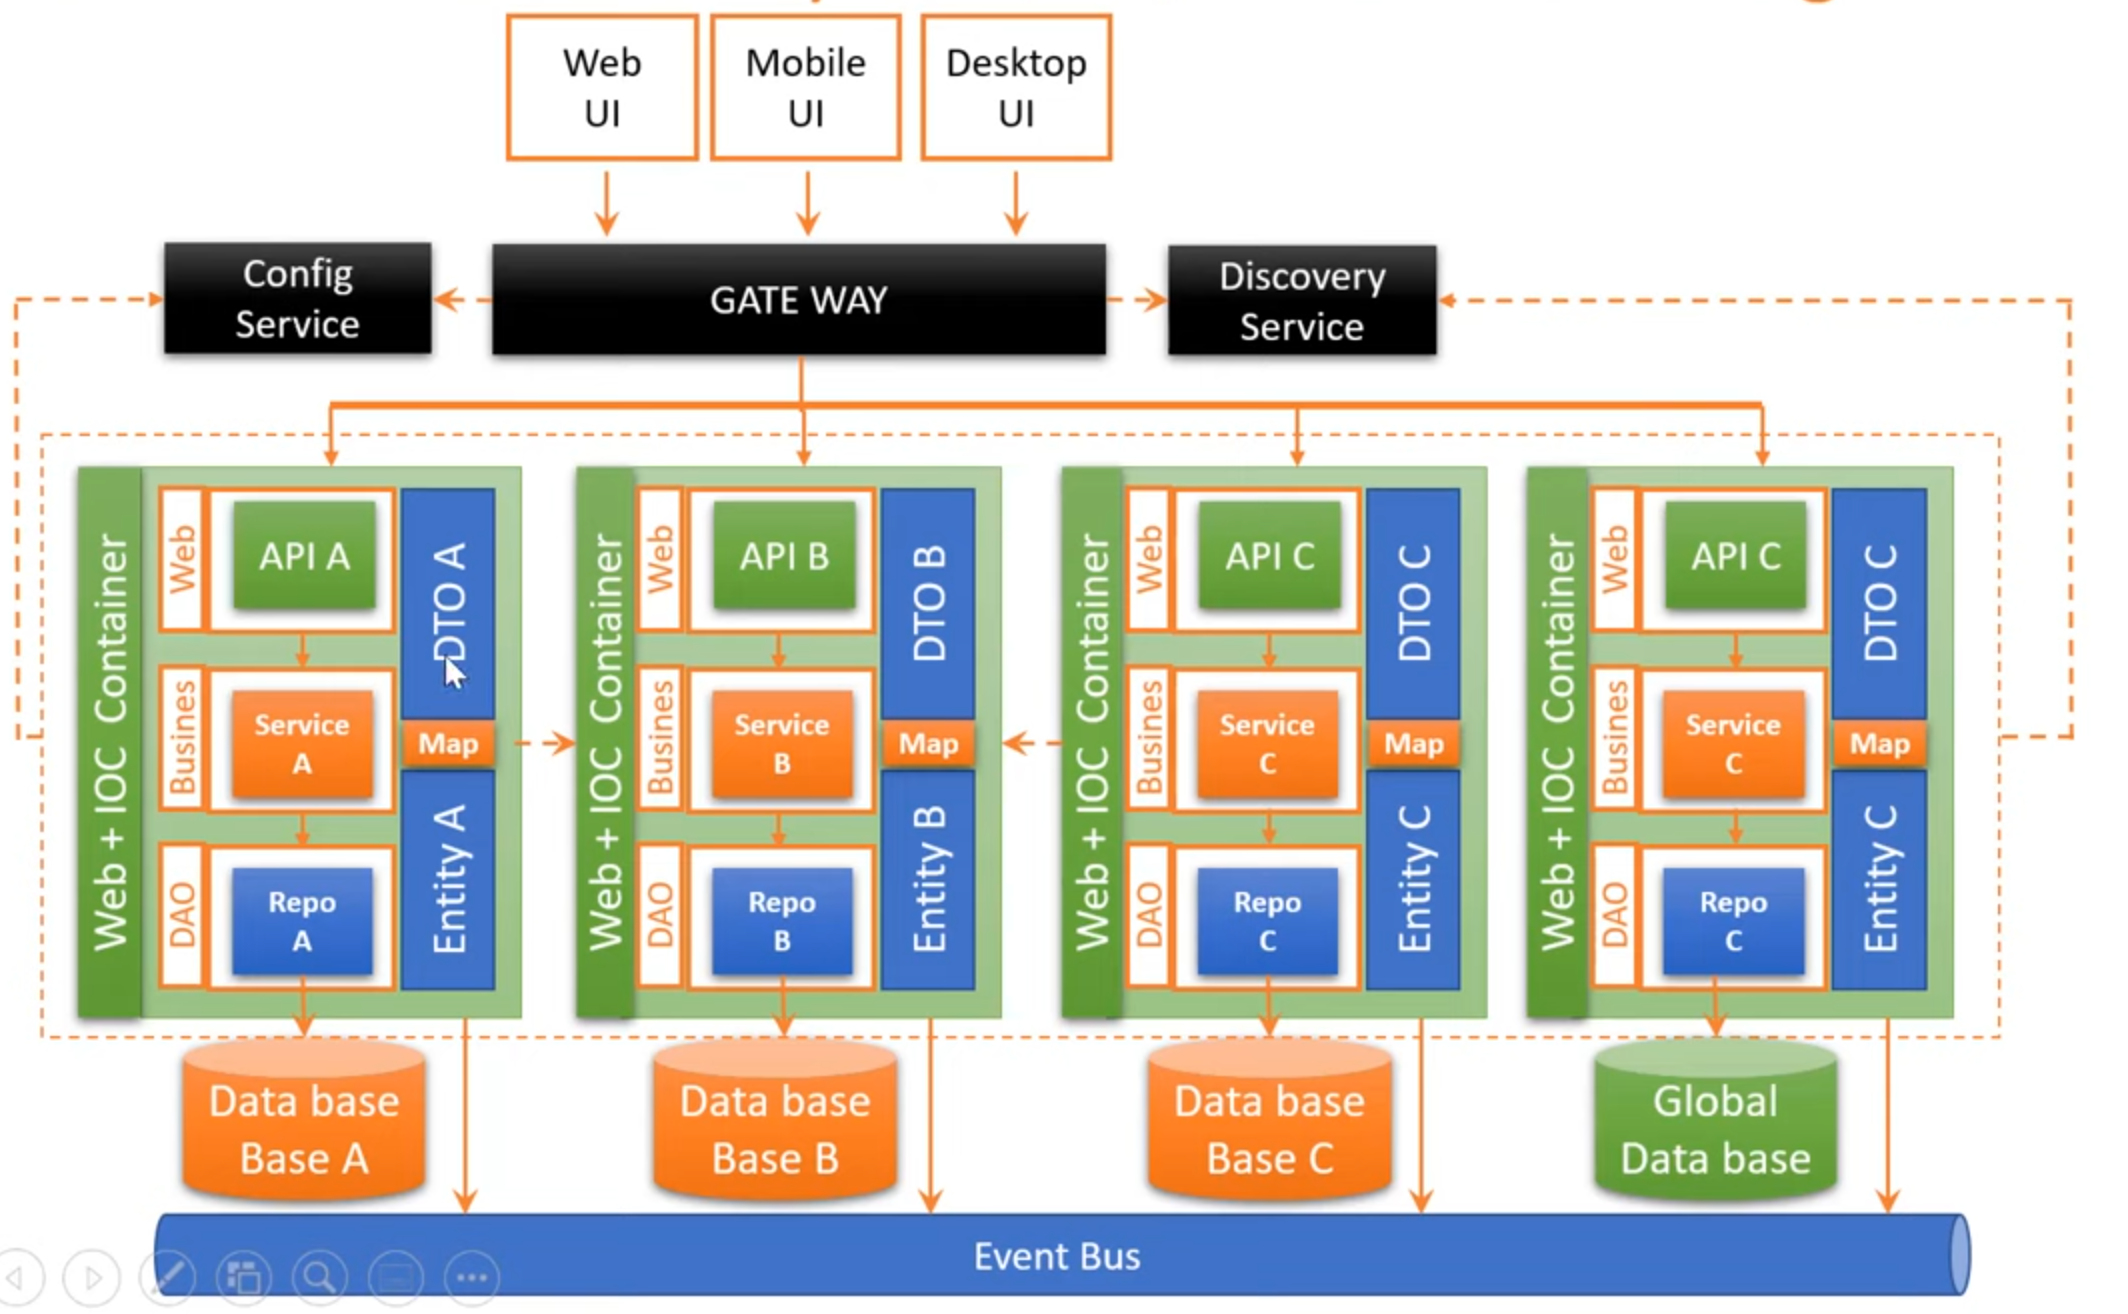 Web
UI
Mobile
UI
Desktop
UI
Config
Service
GATE WAY
Discovery
Service
Web + IOC Container
Web
API A
DTO A
Busines
Service
A
Map
DAO
Repo
A
Entity A
Web + IOC Container
Web
API B
DTO B
Busines
Service
B
Map
DAO
Repo
B
Entity B
Web + IOC Container
Web
API C
DTO C
Busines
Service
C
Map
DAO
Repo
C
Entity C
Web + IOC Container
Web
API C
DTO C
Busines
Service
C
Map
DAO
Repo
C
Entity C
Data base
Base A
Data base
Base B
Data base
Base C
Global
Data base
Event Bus